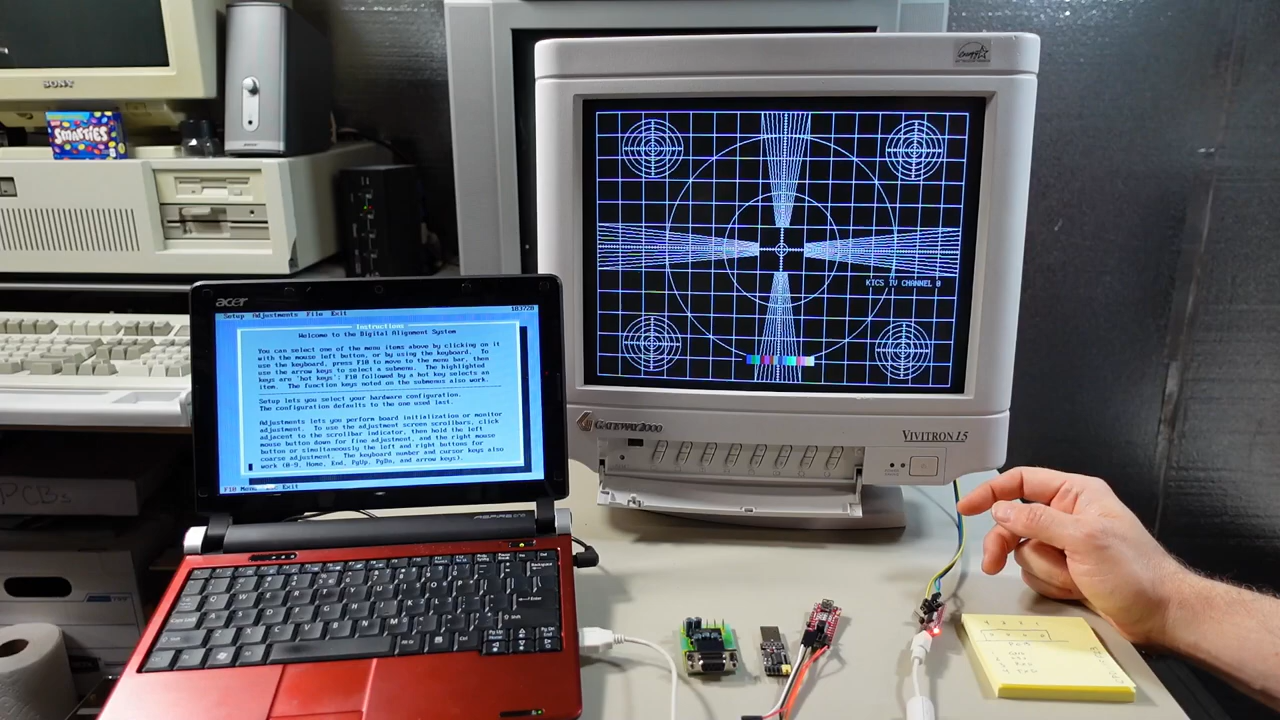 SONY
SMARTIES
PCBs
acer
Setup Adjustments File Exit
Instructions
Welcome to the Digital Alignment System
You can select one of the menu items above by clicking on it
with the mouse left button, or by using the keyboard. To
use the keyboard, press F10 to move to the menu bar, then
use the arrow keys to select a submenu. The highlighted
keys are 'hot keys'; F10 followed by a hot key selects an
item. The function keys noted on the submenus also work.
Setup lets you select your hardware configuration.
The configuration defaults to the one used last.
Adjustments lets you perform board initialization or monitor
adjustment. To use the adjustment screen scrollbars, click
adjacent to the scrollbar indicator, then hold the left
mouse button down for fine adjustment, and the right mouse
button or simultaneously the left and right buttons for
coarse adjustment. The keyboard number and cursor keys also
work (0-9, Home, End, PgUp, PgDn, and arrow keys).
F10 Menu Exit
KTCS TV CHANNEL 0
GATEWAY2000
VIVITRON 15